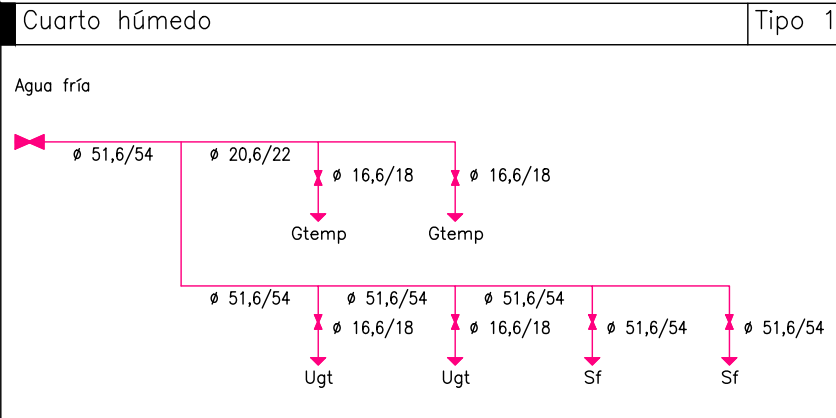 Cuarto húmedo Tipo 1
Agua fría
ø 51,6/54 ø 20,6/22
ø 16,6/18 ø 16,6/18
Gtemp Gtemp
ø 51,6/54 ø 51,6/54 ø 51,6/54
ø 16,6/18 ø 16,6/18 ø 51,6/54 ø 51,6/54
Ugt Ugt Sf Sf